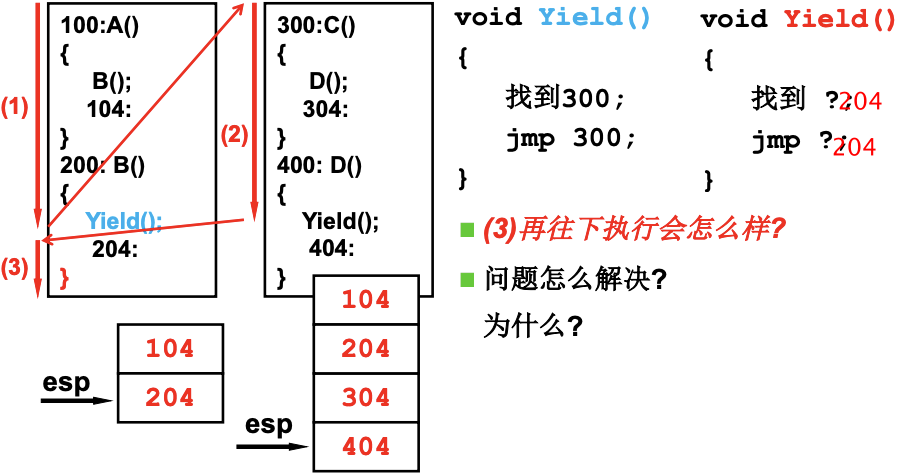 100:A()
{
B();
104:
}
200: B()
{
Yield();
204:
}
(1)
(3)
300:C()
{
D();
304:
}
400: D()
{
Yield();
404:
}
(2)
esp
104
204
esp
104
204
304
404
void Yield()
{
找到300;
jmp 300;
}
void Yield()
{
找到 ?;204
jmp ?;204
}
(3)再往下执行会怎么样?
问题怎么解决?
为什么?